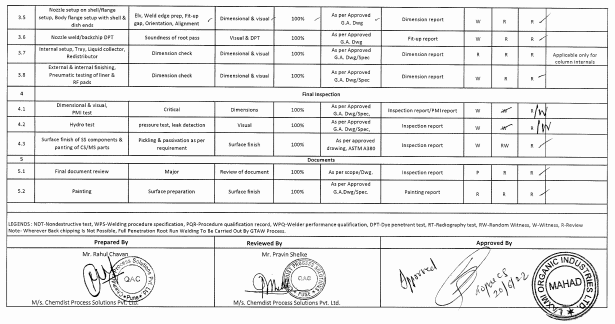 3.5 Nozzle setup on shell/flange setup, Body flange setup with shell & dish ends Elv, Weld edge prep, Fit-up gap, Orientation, Alignment Dimensional & visual 100% As per Approved G.A. Dwg Dimension report W R R
3.6 Nozzle weld/backchip DPT Soundness of root pass Visual & DPT 100% As per Approved G.A. Dwg Fit-up report W R R
3.7 Internal setup, Tray, Liquid collector, Redistributor Dimension check Dimensional & visual 100% As per Approved G.A. Dwg/Spec Dimension report R R R Applicable only for column internals
3.8 External & internal finishing, Pneumatic testing of liner & RF pads Dimension check Dimensional & visual 100% As per Approved G.A. Dwg/Spec Dimension report W R R
4 Final Inspection
4.1 Dimensional & visual, PMI test Critical Dimensions 100% As per Approved G.A. Dwg/Spec, Inspection report/PMI report W R/W
4.2 Hydro test pressure test, leak detection Visual 100% As per Approved G.A. Dwg/Spec, Inspection report W R/W
4.3 Surface finish of SS components & panting of CS/MS parts Pickling & passivation as per requirement Surface finish 100% As per approved drawing, ASTM A380 Inspection report W RW R
5 Documents
5.1 Final document review Major Review of document 100% As per scope/Dwg. Inspection report P R R
5.2 Painting Surface preparation Surface finish 100% As per Approved G.A.Dwg/Spec. Painting report R R R
LEGENDS : NDT-Nondestructive test, WPS-Welding procedure specification, PQR-Procedure qualification record, WPQ-Welder performance qualification, DPT-Dye penetrant test, RT-Radiography test, RW-Random Witness, W-Witness, R-Review
Note: Wherever Back chipping is Not Possible, Full Penetration Root Run Welding To Be Carried Out By GTAW Process.
Prepared By Reviewed By Approved By
Mr. Rahul Chavan Mr. Pravin Shelke
QAC QAC
Approved
20/9/22
LAXMI ORGANIC INDUSTRIES LTD.
MAHAD
M/s. Chemdist Process Solutions Pvt. Ltd. M/s. Chemdist Process Solutions Pvt. Ltd.